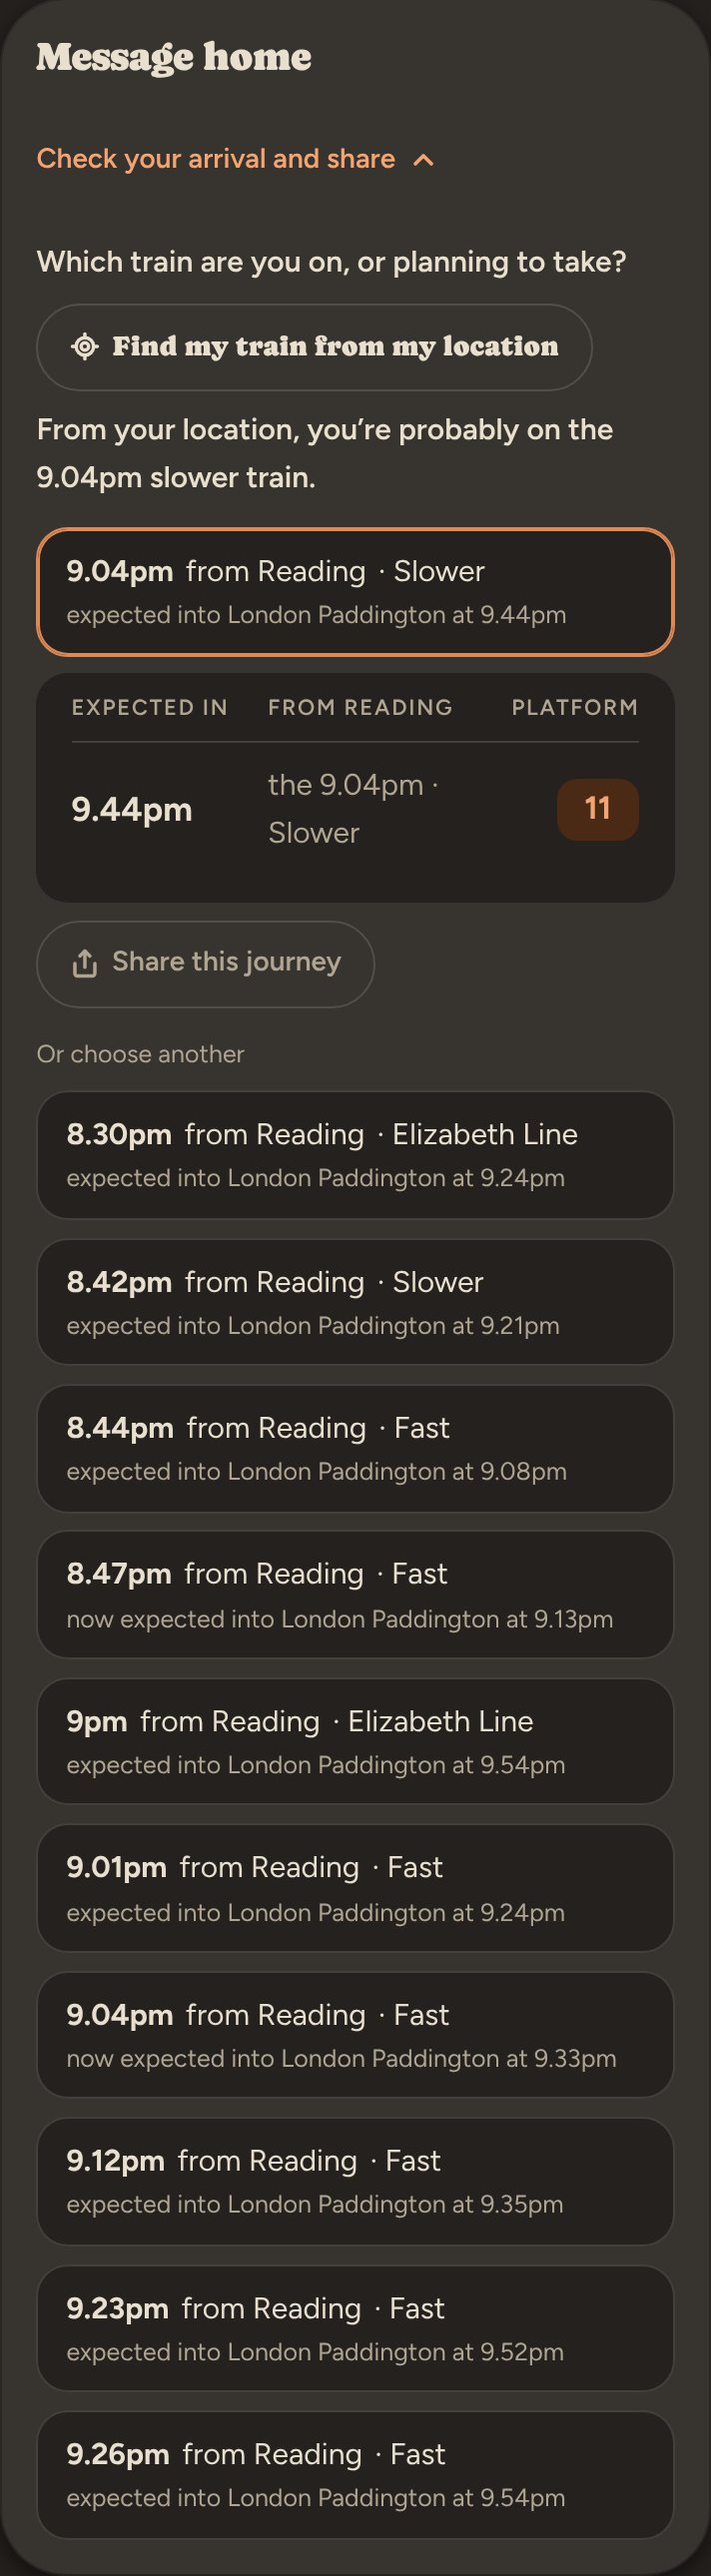 Message home
Check your arrival and share
Which train are you on, or planning to take?
Find my train from my location
From your location, you’re probably on the
9.04pm slower train.
9.04pm from Reading · Slower
expected into London Paddington at 9.44pm
EXPECTED IN FROM READING PLATFORM
9.44pm the 9.04pm · Slower 11
Share this journey
Or choose another
8.30pm from Reading · Elizabeth Line
expected into London Paddington at 9.24pm
8.42pm from Reading · Slower
expected into London Paddington at 9.21pm
8.44pm from Reading · Fast
expected into London Paddington at 9.08pm
8.47pm from Reading · Fast
now expected into London Paddington at 9.13pm
9pm from Reading · Elizabeth Line
expected into London Paddington at 9.54pm
9.01pm from Reading · Fast
expected into London Paddington at 9.24pm
9.04pm from Reading · Fast
now expected into London Paddington at 9.33pm
9.12pm from Reading · Fast
expected into London Paddington at 9.35pm
9.23pm from Reading · Fast
expected into London Paddington at 9.52pm
9.26pm from Reading · Fast
expected into London Paddington at 9.54pm